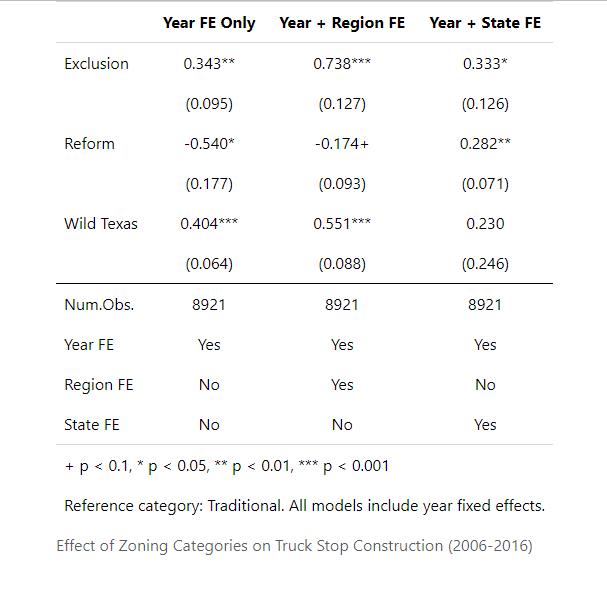 Year FE Only Year + Region FE Year + State FE
Exclusion 0.343** 0.738*** 0.333*
(0.095) (0.127) (0.126)
Reform -0.540* -0.174+ 0.282**
(0.177) (0.093) (0.071)
Wild Texas 0.404*** 0.551*** 0.230
(0.064) (0.088) (0.246)
Num.Obs. 8921 8921 8921
Year FE Yes Yes Yes
Region FE No Yes No
State FE No No Yes
+ p < 0.1, * p < 0.05, ** p < 0.01, *** p < 0.001
Reference category: Traditional. All models include year fixed effects.
Effect of Zoning Categories on Truck Stop Construction (2006-2016)